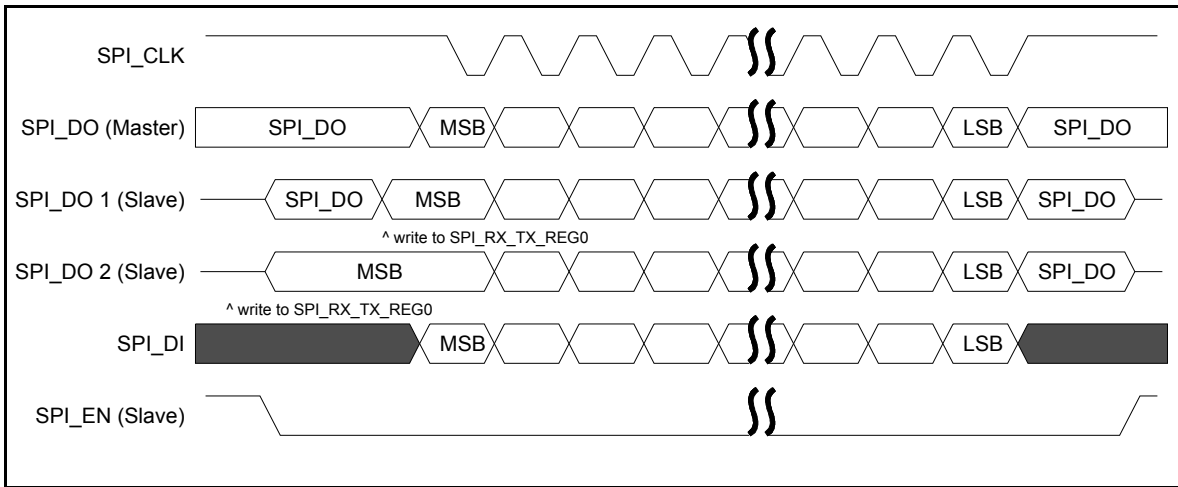 SPI_CLK
SPI_DO (Master) SPI_DO MSB LSB SPI_DO
SPI_DO 1 (Slave) SPI_DO MSB LSB SPI_DO
^ write to SPI_RX_TX_REG0
SPI_DO 2 (Slave) MSB LSB SPI_DO
^ write to SPI_RX_TX_REG0
SPI_DI MSB LSB
SPI_EN (Slave)